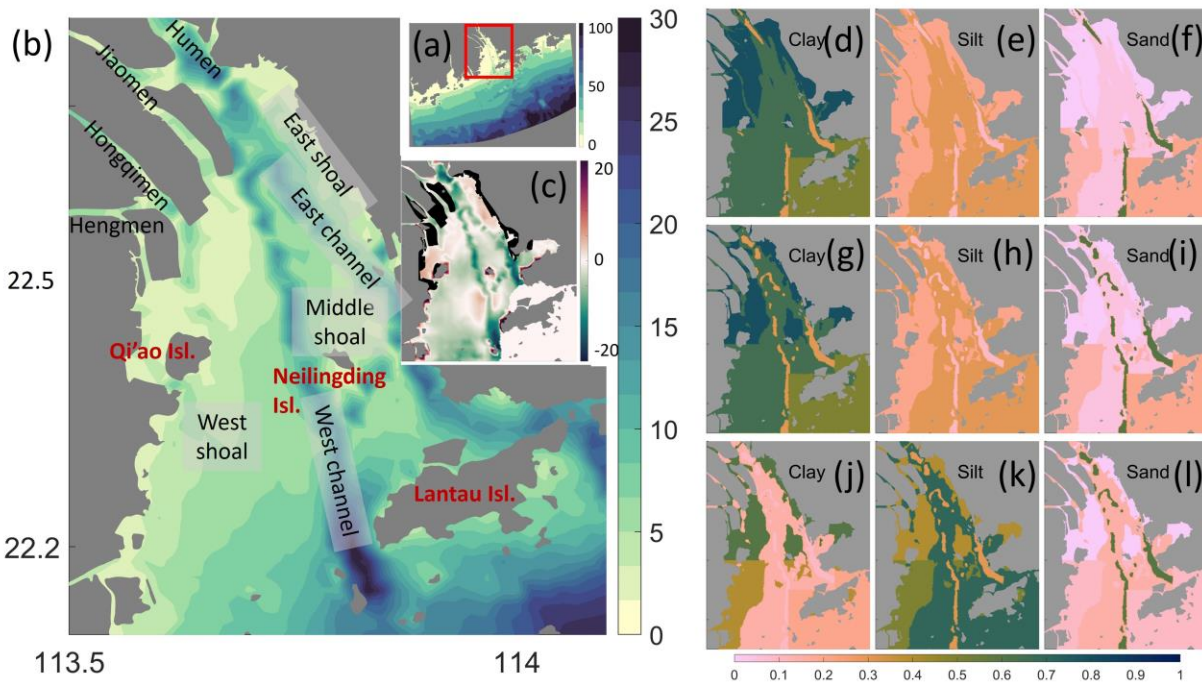 (b)
Humen
Jiaomen
Hongqimen
Hengmen
East shoal
East channel
Middle
shoal
Qi'ao Isl.
Neilingding
Isl.
West
shoal
West channel
Lantau Isl.
22.5
22.2
113.5
114
(a)
100
50
0
(c)
20
0
-20
30
25
20
15
10
5
0
Clay
(d)
Silt
(e)
Sand
(f)
Clay
(g)
Silt
(h)
Sand
(i)
Clay
(j)
Silt
(k)
Sand
(l)
0
0.1
0.2
0.3
0.4
0.5
0.6
0.7
0.8
0.9
1